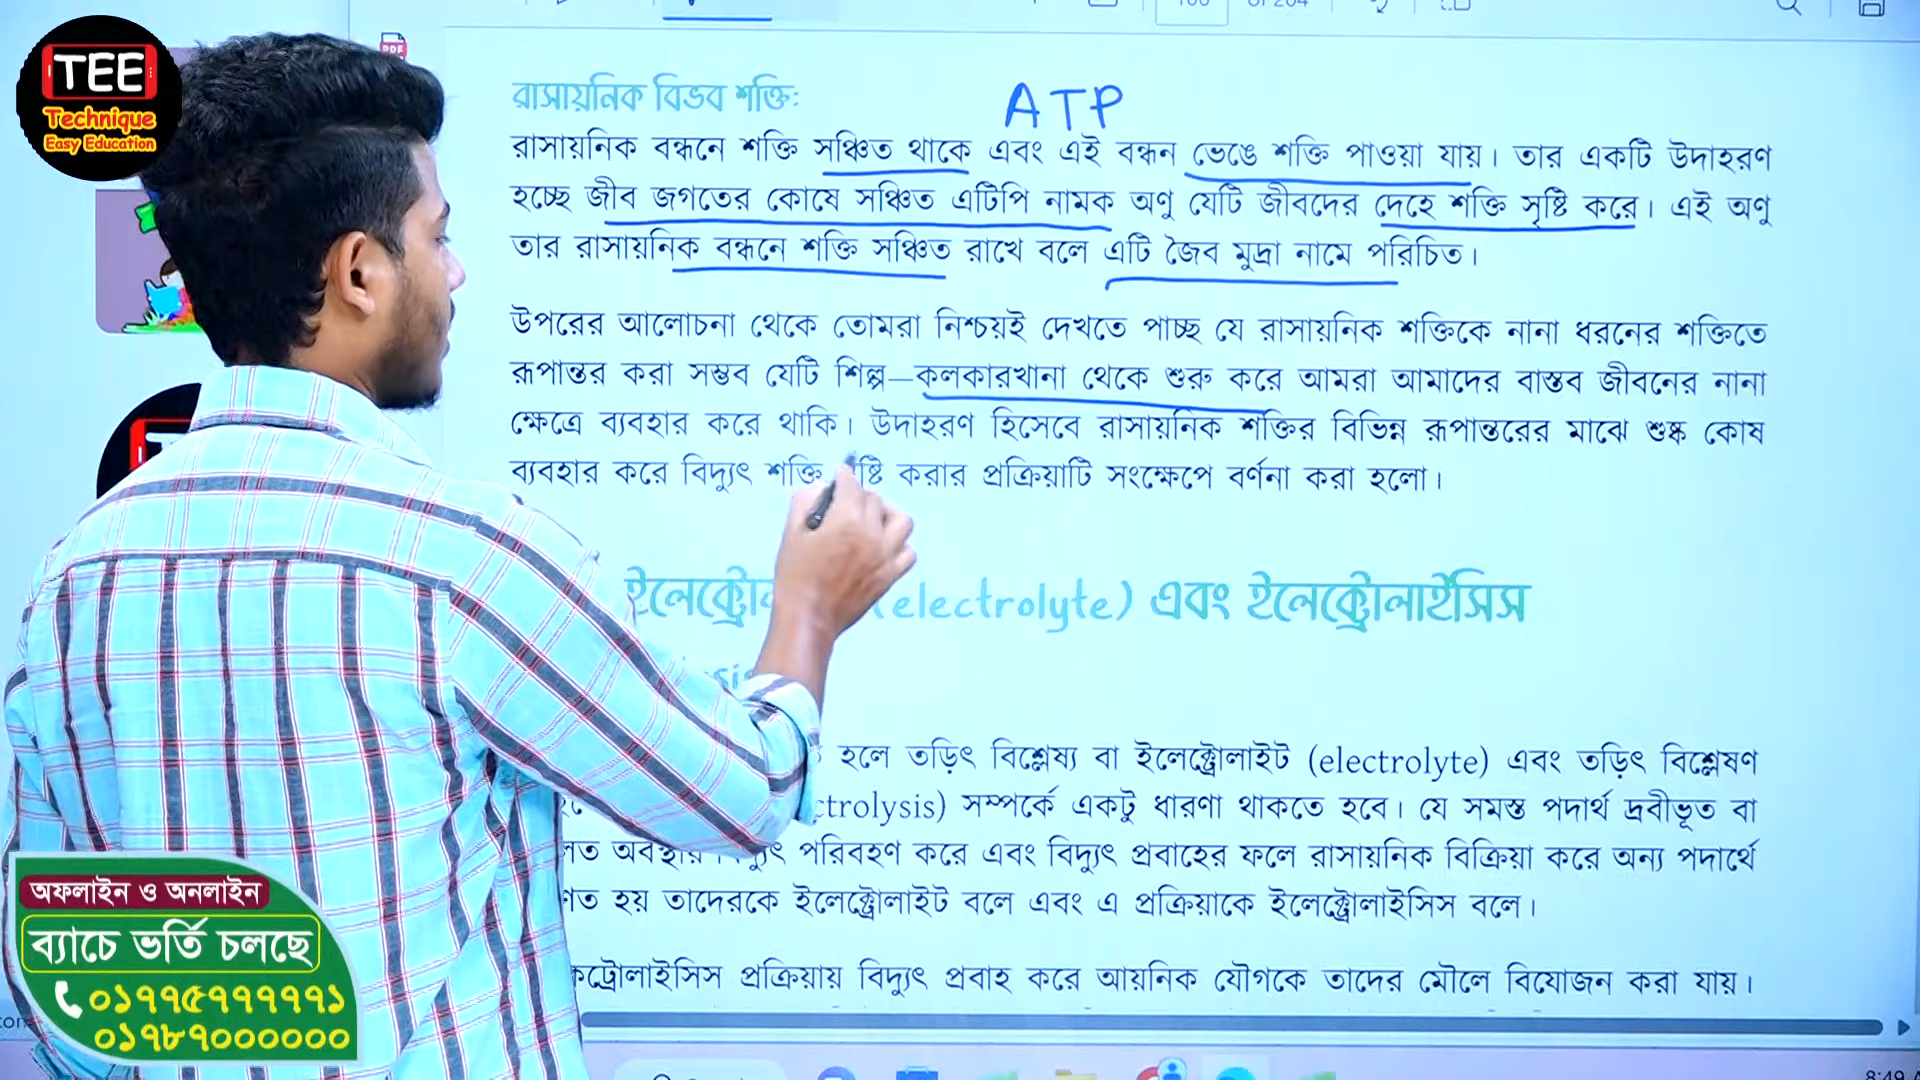 TEE
Technique
Easy Education
রাসায়নিক বিভব শক্তি:
ATP
রাসায়নিক বন্ধনে শক্তি সঞ্চিত থাকে এবং এই বন্ধন ভেঙে শক্তি পাওয়া যায়। তার একটি উদাহরণ
হচ্ছে জীব জগতের কোষে সঞ্চিত এটিপি নামক অণু যেটি জীবদের দেহে শক্তি সৃষ্টি করে। এই অণু
তার রাসায়নিক বন্ধনে শক্তি সঞ্চিত রাখে বলে এটি জৈব মুদ্রা নামে পরিচিত।
উপরের আলোচনা থেকে তোমরা নিশ্চয়ই দেখতে পাচ্ছ যে রাসায়নিক শক্তিকে নানা ধরনের শক্তিতে
রূপান্তর করা সম্ভব যেটি শিল্প–কলকারখানা থেকে শুরু করে আমরা আমাদের বাস্তব জীবনের নানা
ক্ষেত্রে ব্যবহার করে থাকি। উদাহরণ হিসেবে রাসায়নিক শক্তির বিভিন্ন রূপান্তরের মাঝে শুষ্ক কোষ
ব্যবহার করে বিদ্যুৎ শক্তি করার প্রক্রিয়াটি সংক্ষেপে বর্ণনা করা হলো।
(electrolyte) এবং ইলেক্ট্রোলাইসিস
হলে তড়িৎ বিশ্লেষ্য বা ইলেক্ট্রোলাইট (electrolyte) এবং তড়িৎ বিশ্লেষণ
ctrolysis) সম্পর্কে একটু ধারণা থাকতে হবে। যে সমস্ত পদার্থ দ্রবীভূত বা
পরিবহণ করে এবং বিদ্যুৎ প্রবাহের ফলে রাসায়নিক বিক্রিয়া করে অন্য পদার্থে
হয় তাদেরকে ইলেক্ট্রোলাইট বলে এবং এ প্রক্রিয়াকে ইলেক্ট্রোলাইসিস বলে।
কট্রোলাইসিস প্রক্রিয়ায় বিদ্যুৎ প্রবাহ করে আয়নিক যৌগকে তাদের মৌলে বিযোজন করা যায়।
অফলাইন ও অনলাইন
ব্যাচে ভর্তি চলছে
০১৭৭৫৭৭৭৭৭১
০১৭৮৭০০০০০০